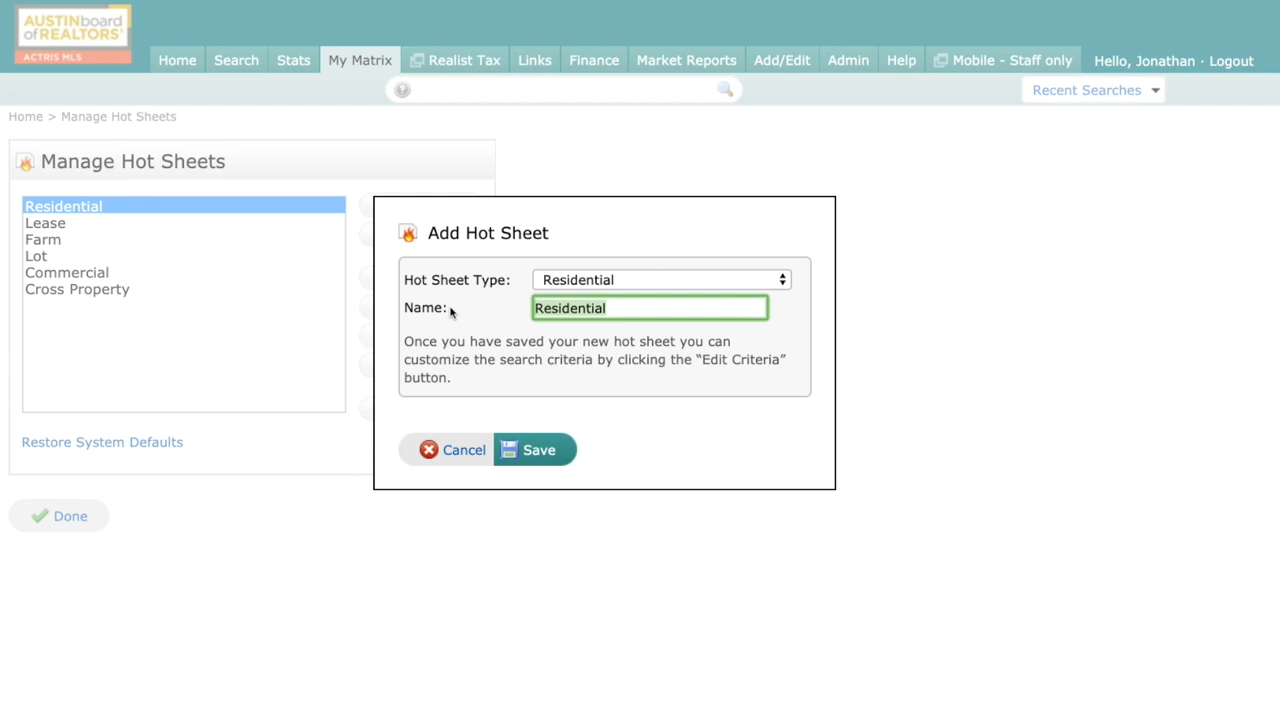 AUSTINboard
of REALTORS®
ACTRIS MLS
Home
Search
Stats
My Matrix
Realist Tax
Links
Finance
Market Reports
Add/Edit
Admin
Help
Mobile - Staff only
Hello, Jonathan · Logout
?
Recent Searches
Home > Manage Hot Sheets
Manage Hot Sheets
Residential
Lease
Farm
Lot
Commercial
Cross Property
Restore System Defaults
Done
Add Hot Sheet
Hot Sheet Type: Residential
Name: Residential
Once you have saved your new hot sheet you can
customize the search criteria by clicking the “Edit Criteria”
button.
Cancel
Save